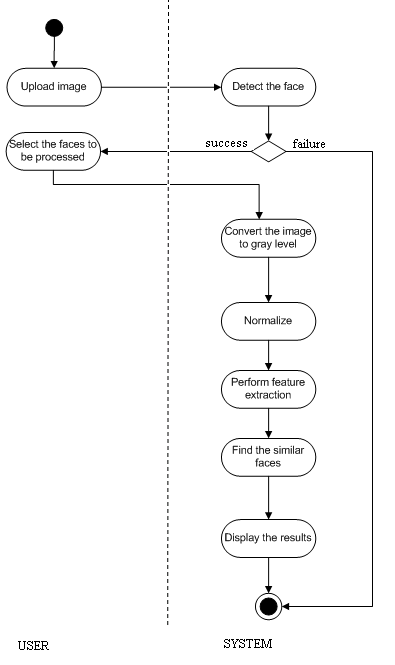 Upload image
Detect the face
success
failure
Select the faces to
be processed
Convert the image
to gray level
Normalize
Perform feature
extraction
Find the similar
faces
Display the results
USER
SYSTEM